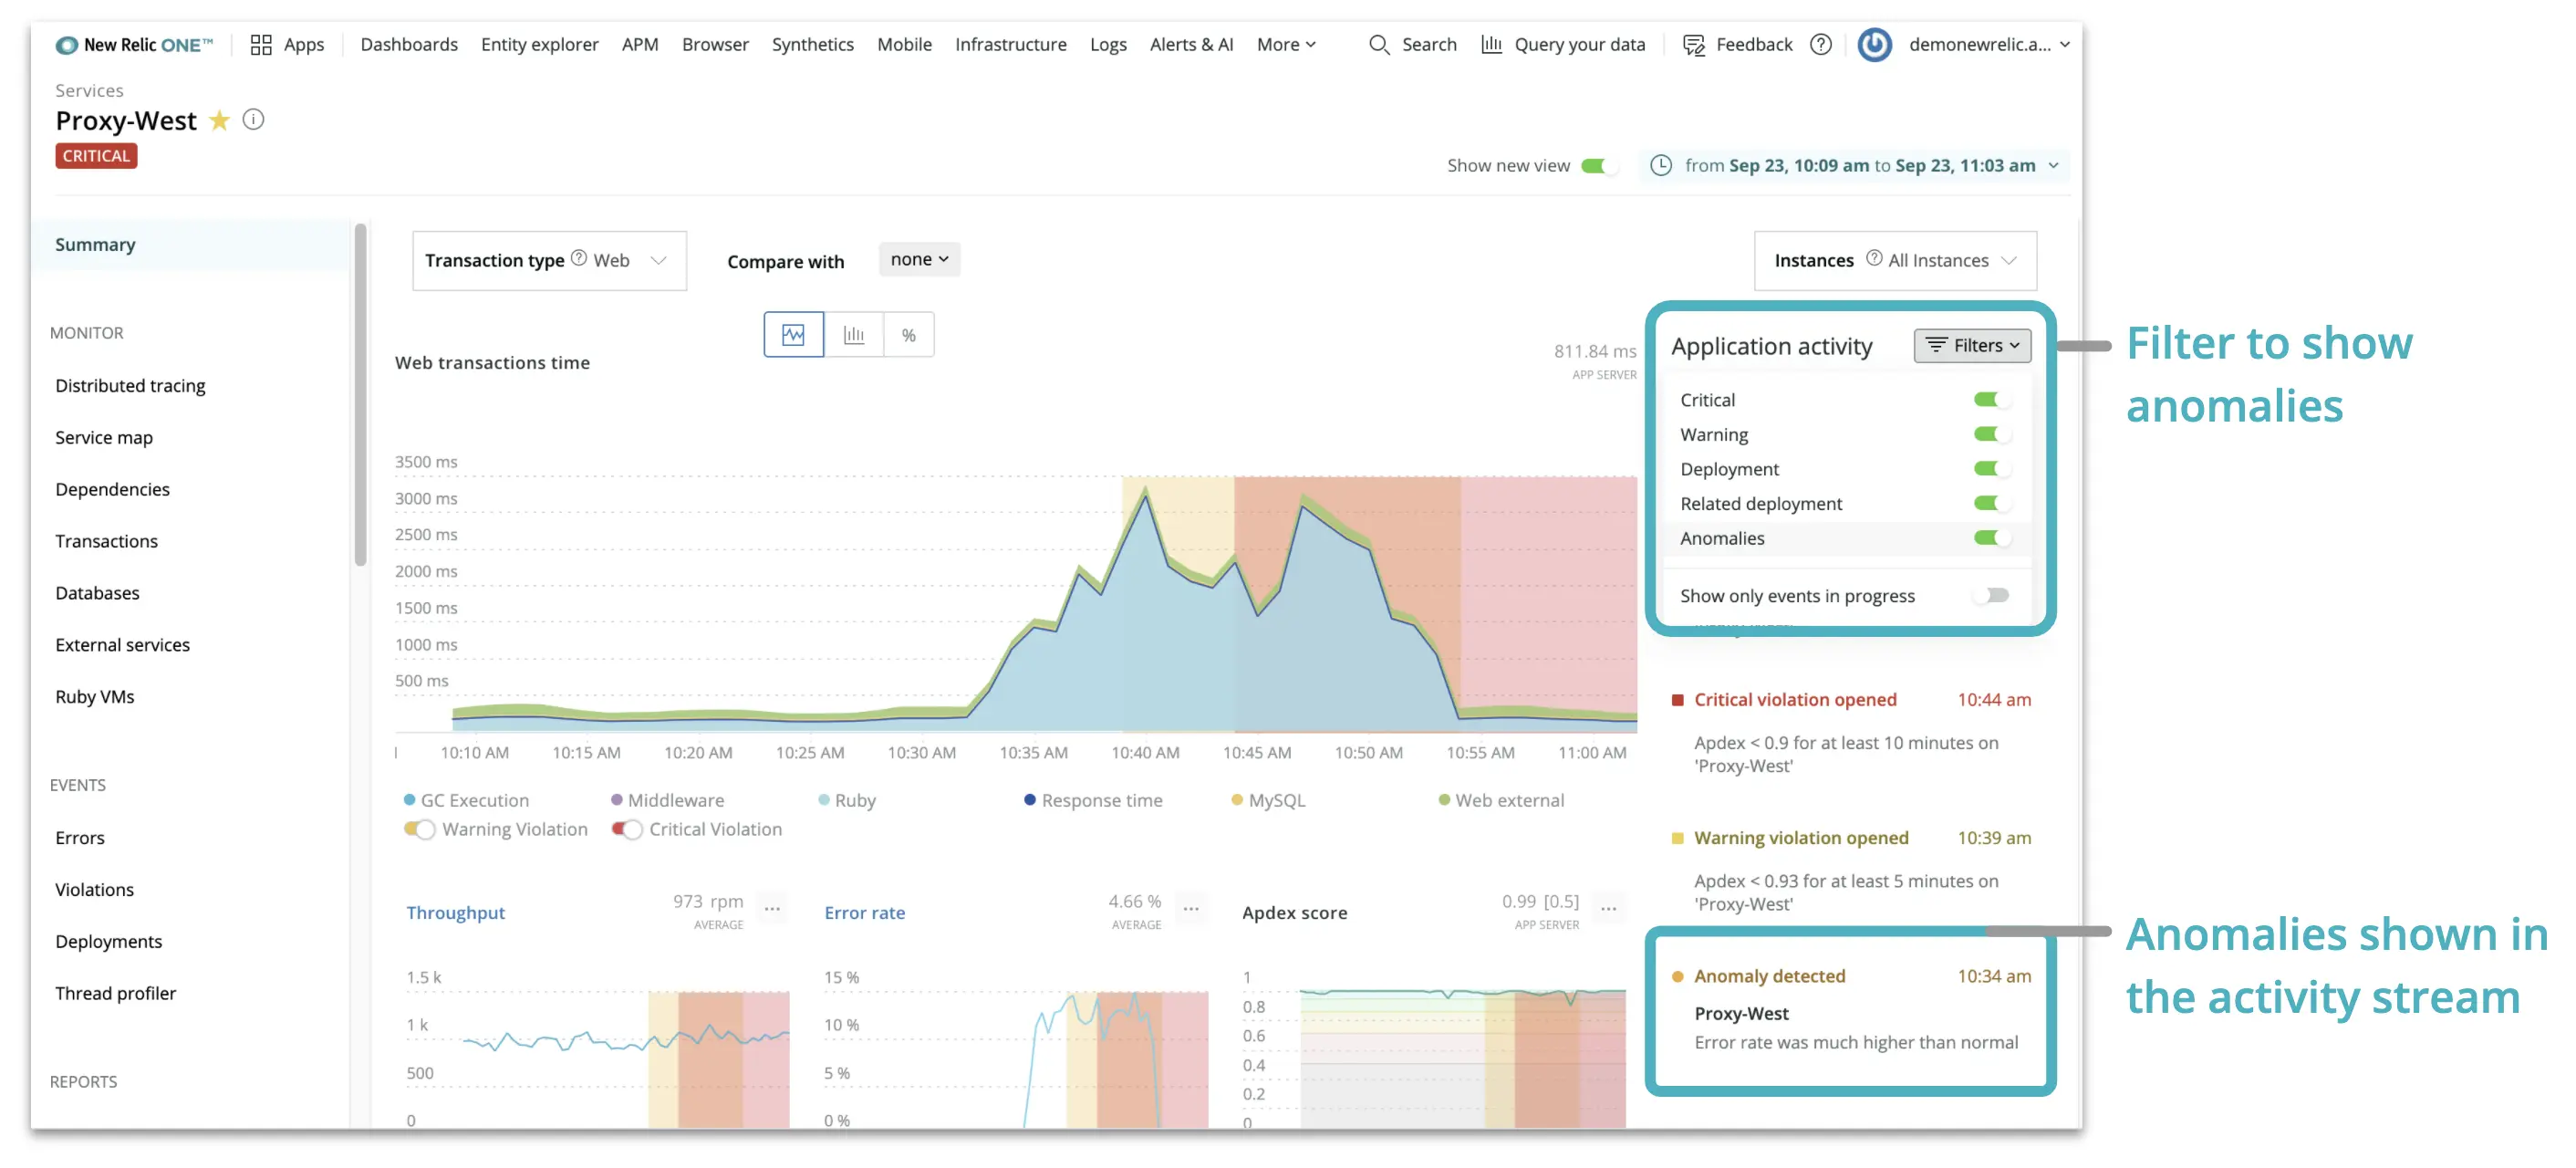 New Relic ONE™ Apps Dashboards Entity explorer APM Browser Synthetics Mobile Infrastructure Logs Alerts & AI More Search Query your data Feedback demonewrelic.a...
Services
Proxy-West
CRITICAL
Show new view from Sep 23, 10:09 am to Sep 23, 11:03 am
Summary
MONITOR
Distributed tracing
Service map
Dependencies
Transactions
Databases
External services
Ruby VMs
EVENTS
Errors
Violations
Deployments
Thread profiler
REPORTS
Transaction type ? Web
Compare with none
Instances ? All Instances
%
Web transactions time
811.84 ms
APP SERVER
3500 ms
3000 ms
2500 ms
2000 ms
1500 ms
1000 ms
500 ms
10:10 AM 10:15 AM 10:20 AM 10:25 AM 10:30 AM 10:35 AM 10:40 AM 10:45 AM 10:50 AM 10:55 AM 11:00 AM
GC Execution Middleware Ruby Response time MySQL Web external
Warning Violation Critical Violation
Throughput
973 rpm
AVERAGE
...
1.5 k
1 k
500
0
Error rate
4.66 %
AVERAGE
...
15 %
10 %
5 %
0 %
Apdex score
0.99 [0.5]
APP SERVER
...
1
0.8
0.6
0.4
0.2
0
Application activity Filters
Critical
Warning
Deployment
Related deployment
Anomalies
Show only events in progress
Critical violation opened 10:44 am
Apdex < 0.9 for at least 10 minutes on
'Proxy-West'
Warning violation opened 10:39 am
Apdex < 0.93 for at least 5 minutes on
'Proxy-West'
Anomaly detected 10:34 am
Proxy-West
Error rate was much higher than normal
Filter to show
anomalies
Anomalies shown in
the activity stream